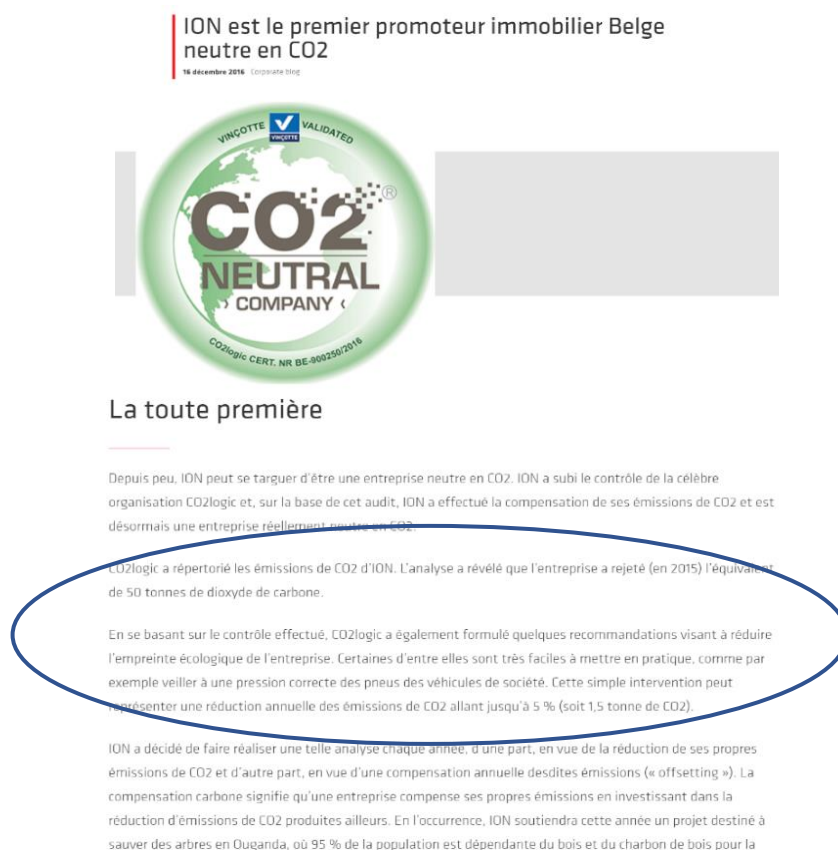 ION est le premier promoteur immobilier Belge
neutre en CO2
16 décembre 2016 Corporate blog
VINÇOTTE VALIDATED
VINÇOTTE
CO2®
NEUTRAL
› COMPANY ‹
CO2logic CERT. NR BE-900250/2016
La toute première
Depuis peu, ION peut se targuer d'être une entreprise neutre en CO2. ION a subi le contrôle de la célèbre
organisation CO2logic et, sur la base de cet audit, ION a effectué la compensation de ses émissions de CO2 et est
désormais une entreprise réellement neutre en CO2.
CO2logic a répertorié les émissions de CO2 d'ION. L'analyse a révélé que l'entreprise a rejeté (en 2015) l'équivalent
de 50 tonnes de dioxyde de carbone.
En se basant sur le contrôle effectué, CO2logic a également formulé quelques recommandations visant à réduire
l'empreinte écologique de l'entreprise. Certaines d'entre elles sont très faciles à mettre en pratique, comme par
exemple veiller à une pression correcte des pneus des véhicules de société. Cette simple intervention peut
représenter une réduction annuelle des émissions de CO2 allant jusqu'à 5 % (soit 1,5 tonne de CO2).
ION a décidé de faire réaliser une telle analyse chaque année, d'une part, en vue de la réduction de ses propres
émissions de CO2 et d'autre part, en vue d'une compensation annuelle desdites émissions (« offsetting »). La
compensation carbone signifie qu'une entreprise compense ses propres émissions en investissant dans la
réduction d'émissions de CO2 produites ailleurs. En l'occurrence, ION soutiendra cette année un projet destiné à
sauver des arbres en Ouganda, où 95 % de la population est dépendante du bois et du charbon de bois pour la